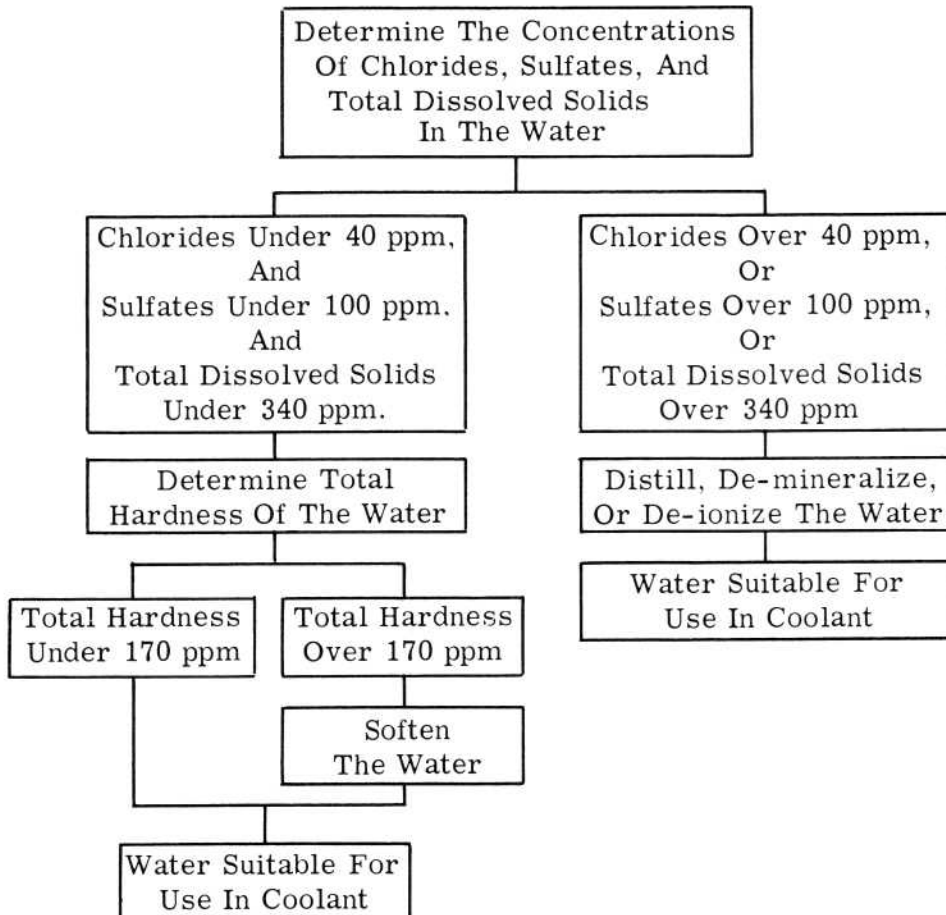 Determine The Concentrations
Of Chlorides, Sulfates, And
Total Dissolved Solids
In The Water
Chlorides Under 40 ppm,
And
Sulfates Under 100 ppm.
And
Total Dissolved Solids
Under 340 ppm.
Chlorides Over 40 ppm,
Or
Sulfates Over 100 ppm,
Or
Total Dissolved Solids
Over 340 ppm
Determine Total
Hardness Of The Water
Distill, De-mineralize,
Or De-ionize The Water
Total Hardness
Under 170 ppm
Total Hardness
Over 170 ppm
Water Suitable For
Use In Coolant
Soften
The Water
Water Suitable For
Use In Coolant